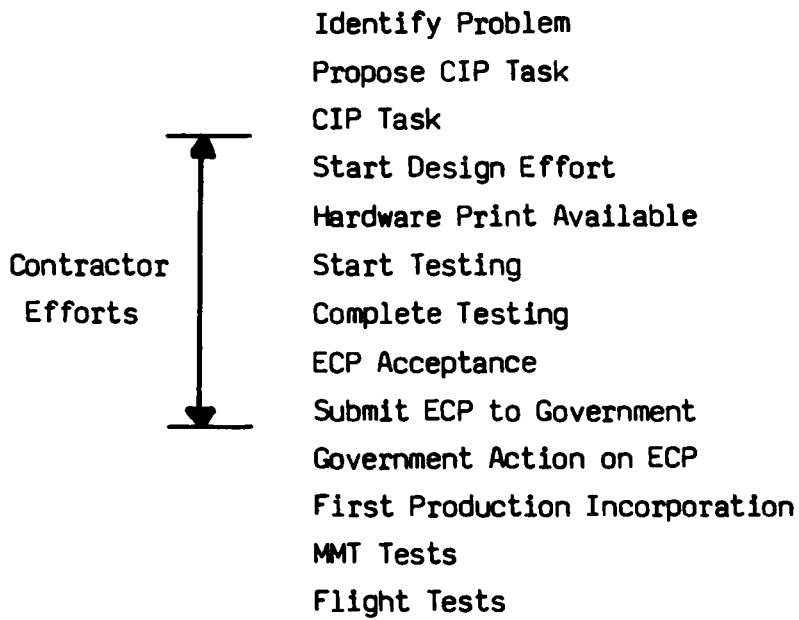 Identify Problem
Propose CIP Task
CIP Task
Start Design Effort
Hardware Print Available
Contractor
Efforts
Start Testing
Complete Testing
ECP Acceptance
Submit ECP to Government
Government Action on ECP
First Production Incorporation
MMT Tests
Flight Tests